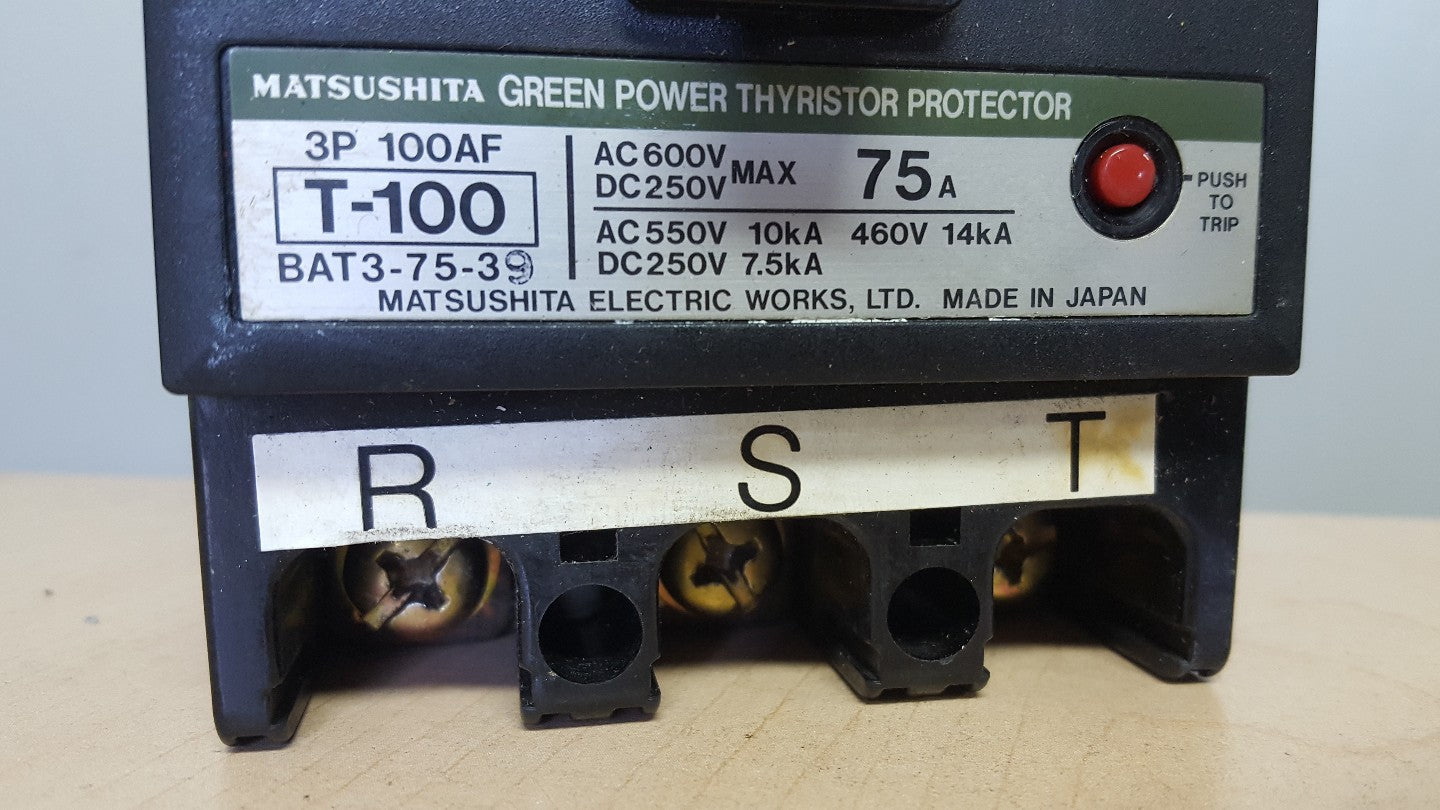 MATSUSHITA GREEN POWER THYRISTOR PROTECTOR
3P 100AF
T-100
BAT3-75-39
AC600V
DC250V MAX 75A
AC550V 10kA 460V 14kA
DC250V 7.5kA
PUSH
TO
TRIP
MATSUSHITA ELECTRIC WORKS, LTD. MADE IN JAPAN
R S T